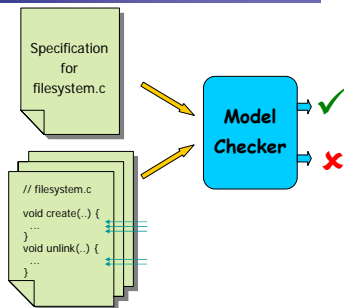 Specification
for
filesystem.c
Model
Checker
// filesystem.c
void create(..) {
...
}
void unlink(..) {
...
}